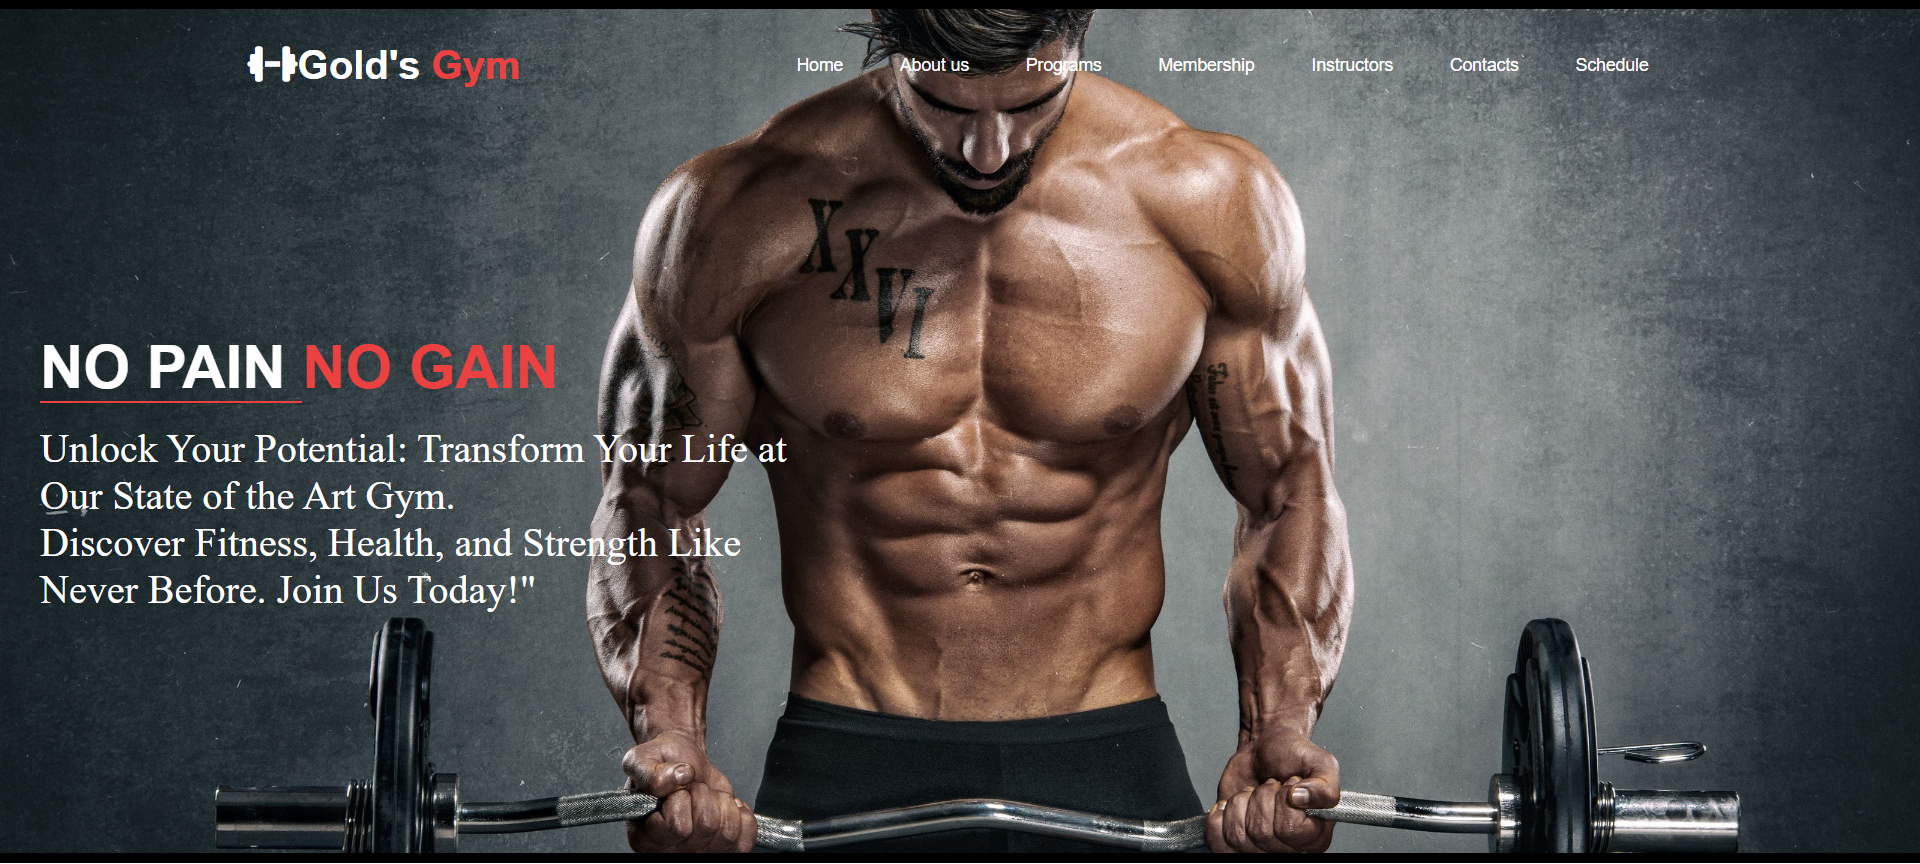 Gold's Gym
Home About us Programs Membership Instructors Contacts Schedule
XXVI
NO PAIN NO GAIN
Unlock Your Potential: Transform Your Life at
Our State of the Art Gym.
Discover Fitness, Health, and Strength Like
Never Before. Join Us Today!"